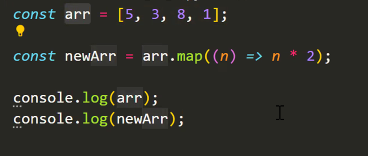 const arr = [5, 3, 8, 1];
const newArr = arr.map((n) => n * 2);
console.log(arr);
console.log(newArr);